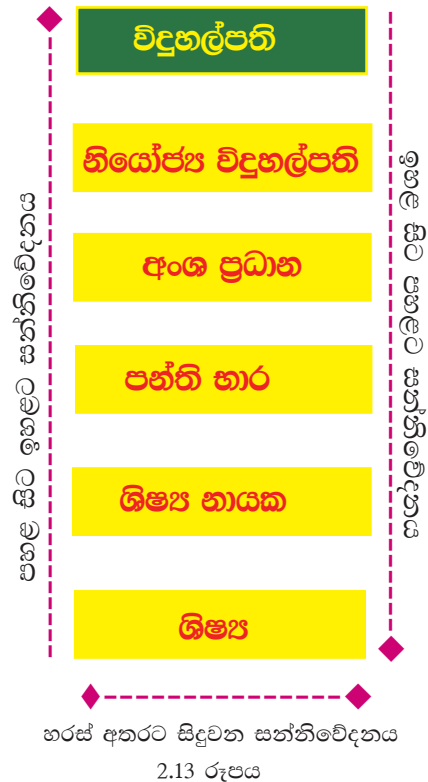 විදුහල්පති
නියෝජ්‍ය විදුහල්පති
අංශ ප්‍රධාන
පන්ති භාර
ශිෂ්‍ය නායක
ශිෂ්‍ය
පහළ සිට ඉහළට සන්නිවේදනය
ඉහළ සිට පහළට සන්නිවේදනය
හරස් අතරට සිදුවන සන්නිවේදනය
2.13 රූපය